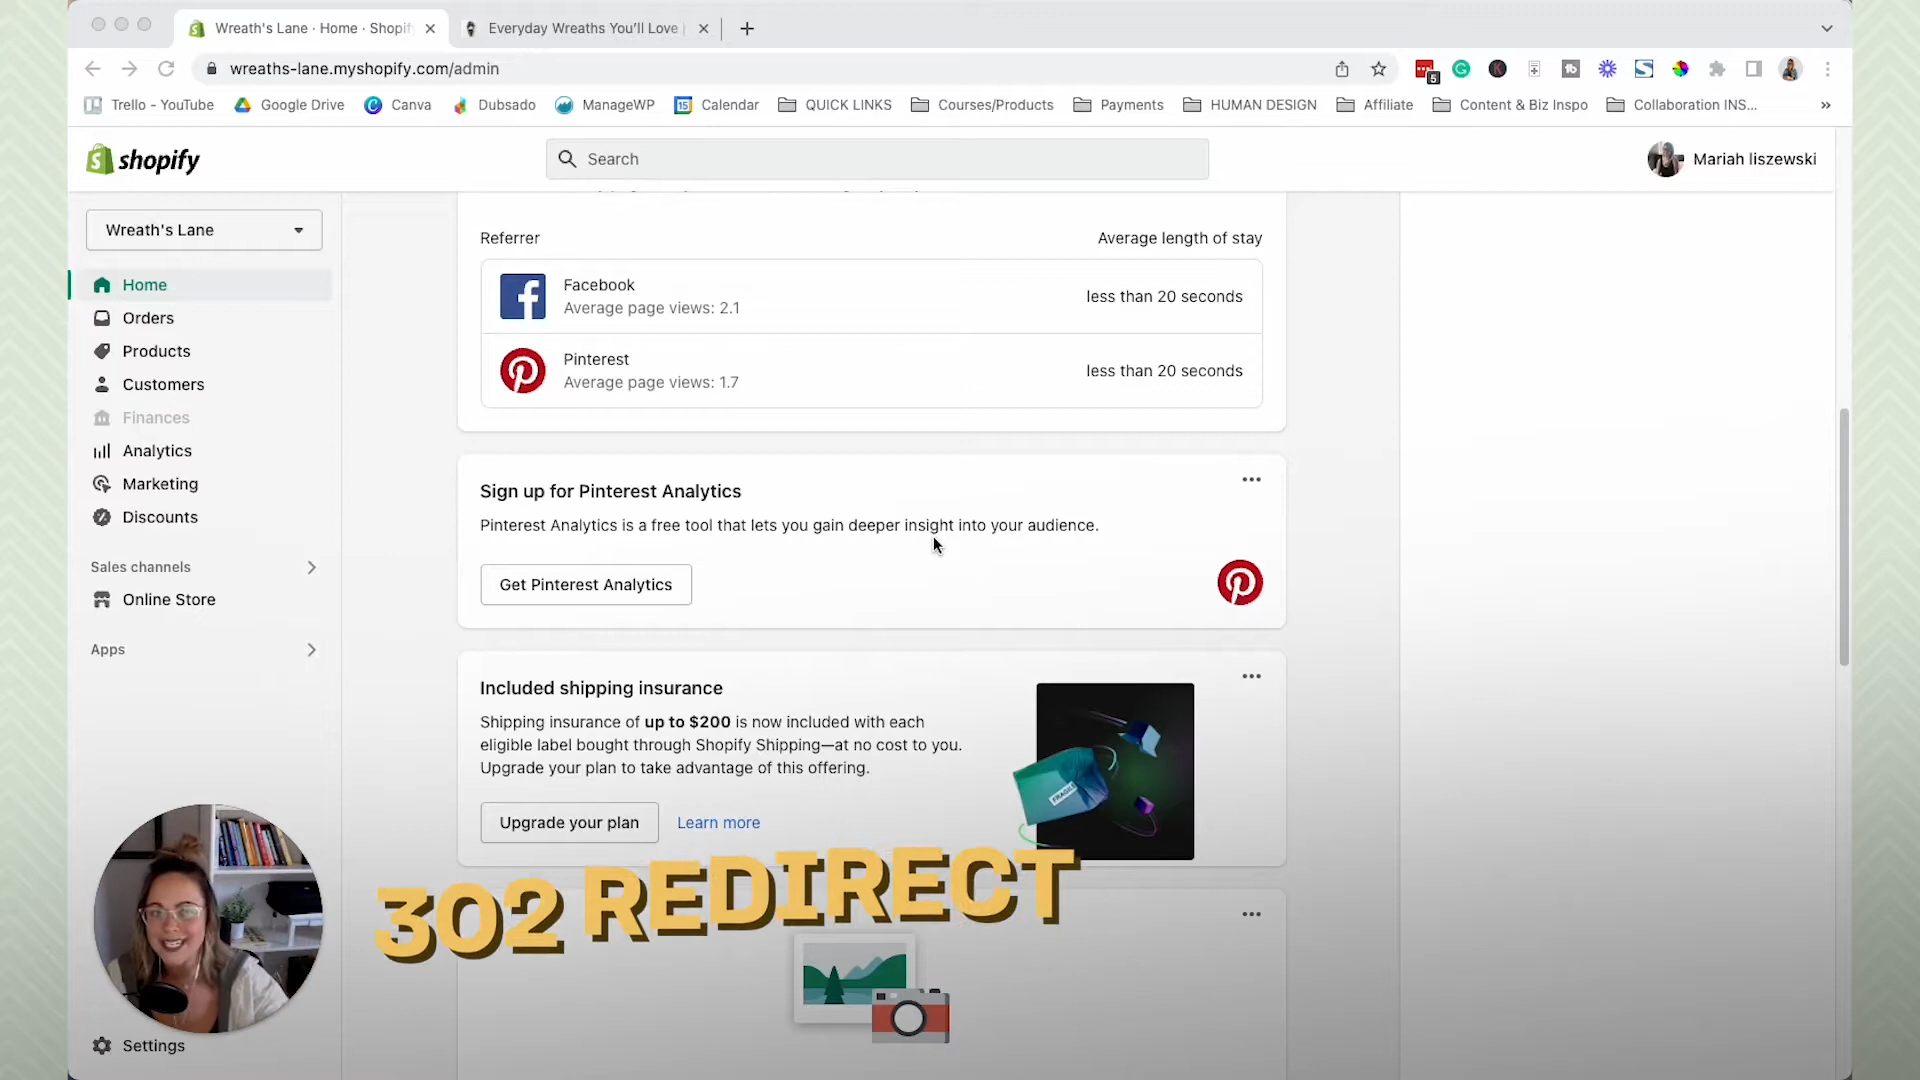 Wreath's Lane · Home · Shopif
Everyday Wreaths You'll Love
wreaths-lane.myshopify.com/admin
5
Trello - YouTube
Google Drive
Canva
Dubsado
ManageWP
15
Calendar
QUICK LINKS
Courses/Products
Payments
HUMAN DESIGN
Affiliate
Content & Biz Inspo
Collaboration INS...
shopify
Search
Mariah liszewski
Wreath's Lane
Home
Orders
Products
Customers
Finances
Analytics
Marketing
Discounts
Sales channels
Online Store
Apps
Settings
Referrer
Average length of stay
Facebook
Average page views: 2.1
less than 20 seconds
Pinterest
Average page views: 1.7
less than 20 seconds
Sign up for Pinterest Analytics
Pinterest Analytics is a free tool that lets you gain deeper insight into your audience.
Get Pinterest Analytics
Included shipping insurance
Shipping insurance of up to $200 is now included with each
eligible label bought through Shopify Shipping—at no cost to you.
Upgrade your plan to take advantage of this offering.
Upgrade your plan
Learn more
FRAGILE
302 REDIRECT